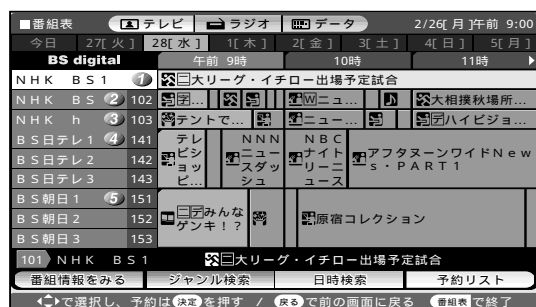 ■番組表 テレビ ラジオ データ 2/26[月]午前 9:00
今日 27[火] 28[水] 1[木] 2[金] 3[土] 4[日] 5[月]
BS digital 午前 9時 10時 11時
NHK BS1 1 二大リーグ・イチロー出場予定試合
NHK BS 2 102 字... Wニュ... 大相撲秋場所...
NHK h 3 103 テントで... ニュー... デハイビジョ...
BS日テレ1 4 141
BS日テレ2 142
BS日テレ3 143
テレビショッピ...
NNNニュースダッシュ
NBCナイトリーニュース
アフタヌーンワイドNews・PART1
BS朝日1 5 151
BS朝日2 152
BS朝日3 153
二デみんなゲンキ!?
原宿コレクション
101 NHK BS1 二大リーグ・イチロー出場予定試合
番組情報をみる ジャンル検索 日時検索 予約リスト
で選択し、予約は 決定 を押す / 戻る で前の画面に戻る 番組表 で終了